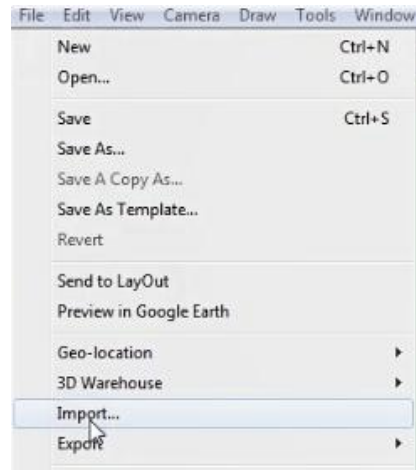 File Edit View Camera Draw Tools Window
New Ctrl+N
Open... Ctrl+O
Save Ctrl+S
Save As...
Save A Copy As...
Save As Template...
Revert
Send to LayOut
Preview in Google Earth
Geo-location
3D Warehouse
Import...
Export